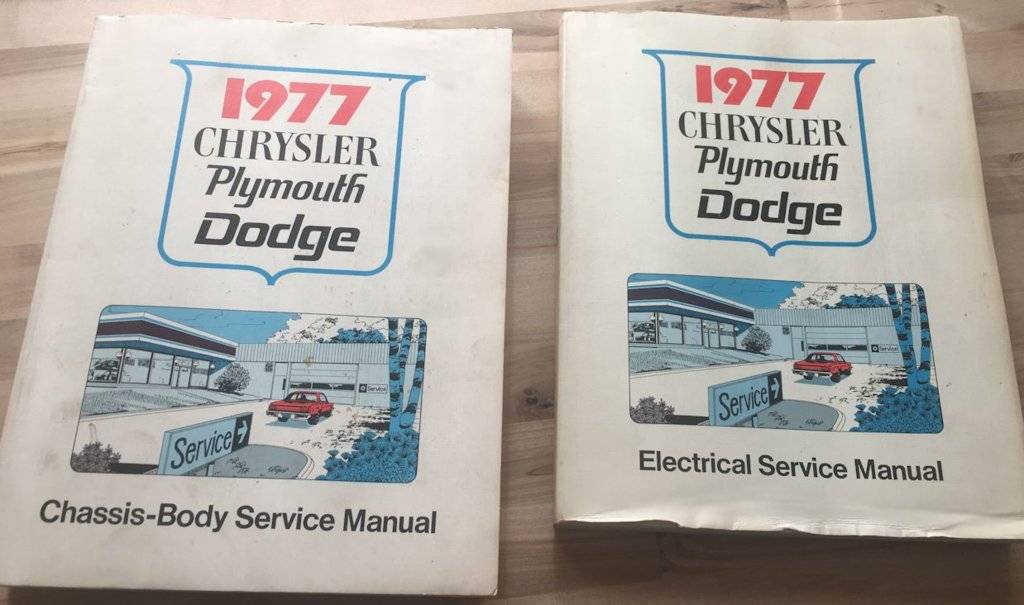 1977
CHRYSLER
Plymouth
Dodge
Service
Service →
Chassis-Body Service Manual
1977
CHRYSLER
Plymouth
Dodge
Service
Service →
Electrical Service Manual